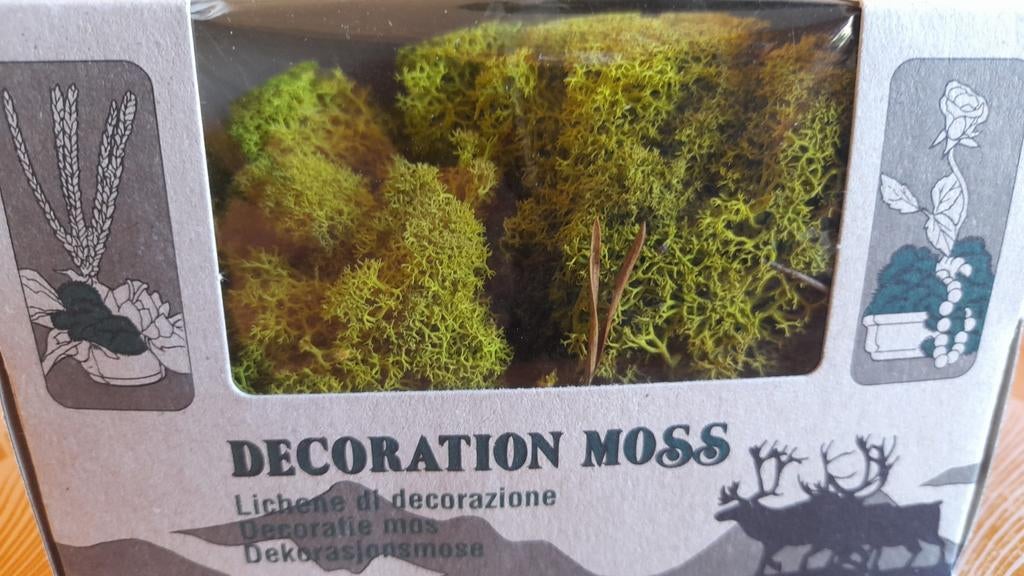 DECORATION MOSS
Lichene di decorazione
Decoratie mos
Dekorasjonsmose